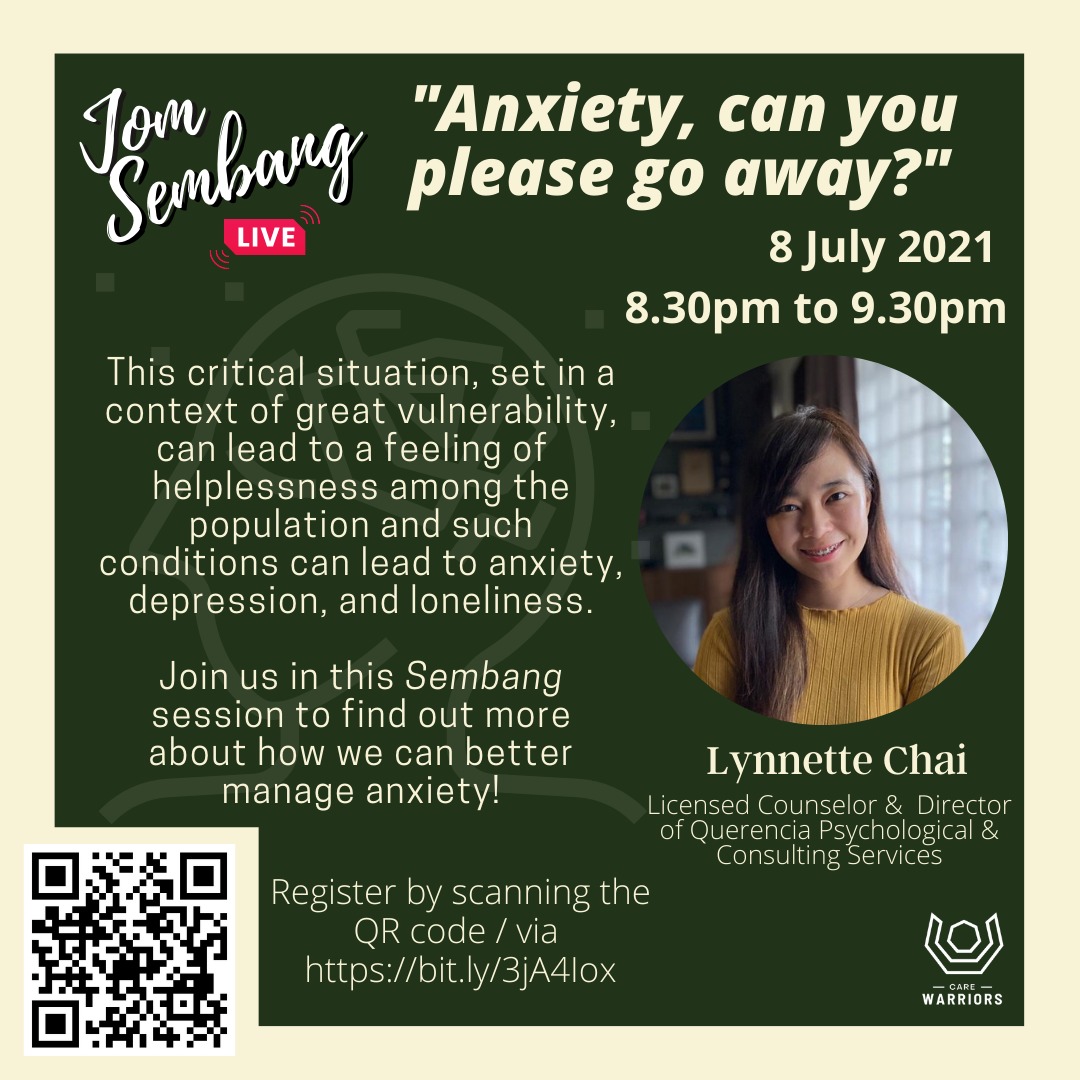 Jom
Sembang
LIVE
"Anxiety, can you
please go away?"
8 July 2021
8.30pm to 9.30pm
This critical situation, set in a
context of great vulnerability,
can lead to a feeling of
helplessness among the
population and such
conditions can lead to anxiety,
depression, and loneliness.
Join us in this Sembang
session to find out more
about how we can better
manage anxiety!
Lynnette Chai
Licensed Counselor & Director
of Querencia Psychological &
Consulting Services
Register by scanning the
QR code / via
https://bit.ly/3jA4Iox
— CARE —
WARRIORS